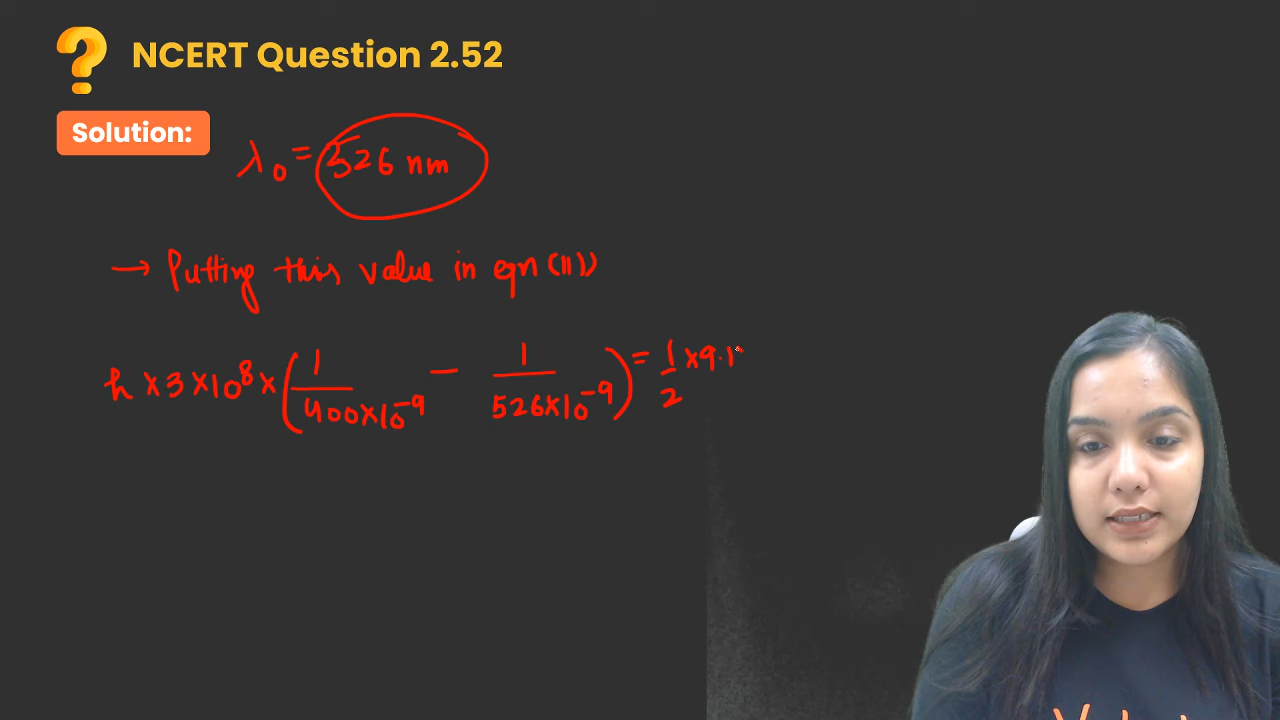 NCERT Question 2.52
Solution:
λ₀ = 526 nm
→ Putting this value in eqn (11)
h × 3 × 10⁸ × (1/400×10⁻⁹ − 1/526×10⁻⁹) = 1/2 × 9.1